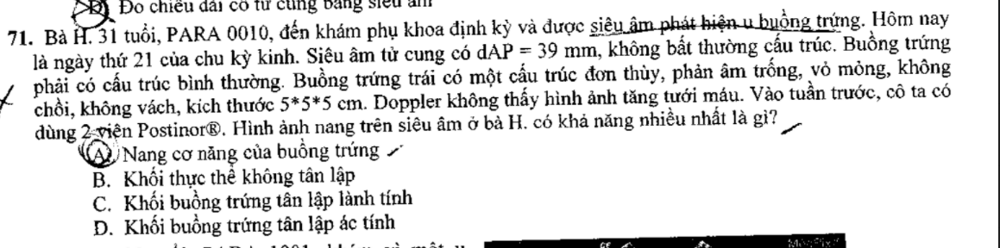 D. Đo chiều dài cổ tử cung bằng siêu âm
71. Bà H. 31 tuổi, PARA 0010, đến khám phụ khoa định kỳ và được siêu âm phát hiện u buồng trứng. Hôm nay
là ngày thứ 21 của chu kỳ kinh. Siêu âm tử cung có dAP = 39 mm, không bất thường cấu trúc. Buồng trứng
phải có cấu trúc bình thường. Buồng trứng trái có một cấu trúc đơn thùy, phản âm trống, vỏ mỏng, không
chồi, không vách, kích thước 5*5*5 cm. Doppler không thấy hình ảnh tăng tưới máu. Vào tuần trước, cô ta có
dùng 2 viên Postinor®. Hình ảnh nang trên siêu âm ở bà H. có khả năng nhiều nhất là gì?
A. Nang cơ năng của buồng trứng
B. Khối thực thể không tân lập
C. Khối buồng trứng tân lập lành tính
D. Khối buồng trứng tân lập ác tính